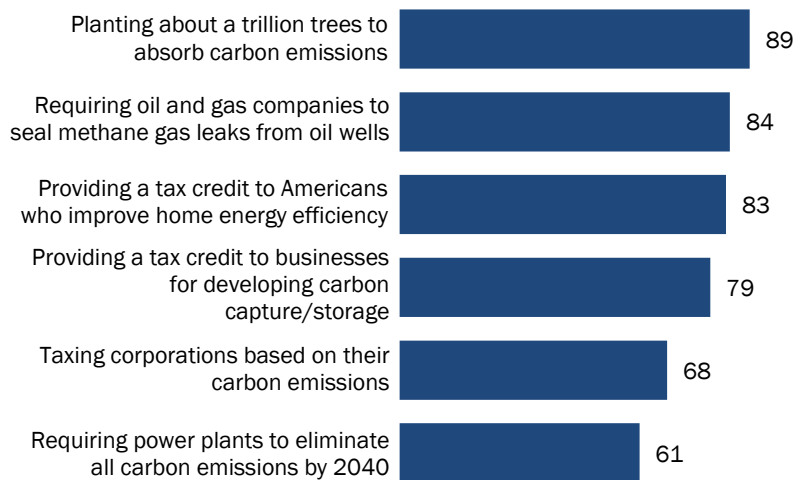 Planting about a trillion trees to
absorb carbon emissions
89
Requiring oil and gas companies to
seal methane gas leaks from oil wells
84
Providing a tax credit to Americans
who improve home energy efficiency
83
Providing a tax credit to businesses
for developing carbon
capture/storage
79
Taxing corporations based on their
carbon emissions
68
Requiring power plants to eliminate
all carbon emissions by 2040
61